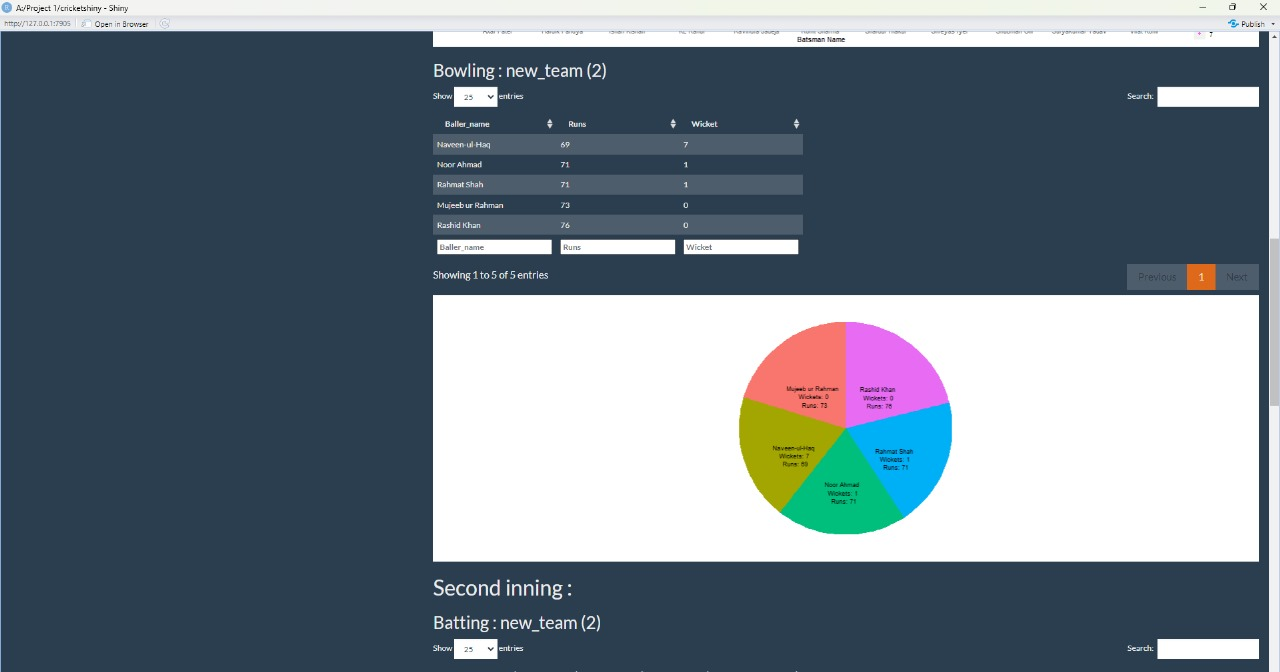 A:/Project 1/cricketshiny - Shiny
http://127.0.0.1:7905 Open in Browser Publish
Batsman Name
Bowling : new_team (2)
Show 25 entries Search:
Baller_name Runs Wicket
Naveen-ul-Haq 69 7
Noor Ahmad 71 1
Rahmat Shah 71 1
Mujeeb ur Rahman 73 0
Rashid Khan 76 0
Baller_name Runs Wicket
Showing 1 to 5 of 5 entries Previous 1 Next
Mujeeb ur Rahman
Wickets: 0
Runs: 73
Rashid Khan
Wickets: 0
Runs: 76
Naveen-ul-Haq
Wickets: 7
Runs: 69
Rahmat Shah
Wickets: 1
Runs: 71
Noor Ahmad
Wickets: 1
Runs: 71
Second inning :
Batting : new_team (2)
Show 25 entries Search: